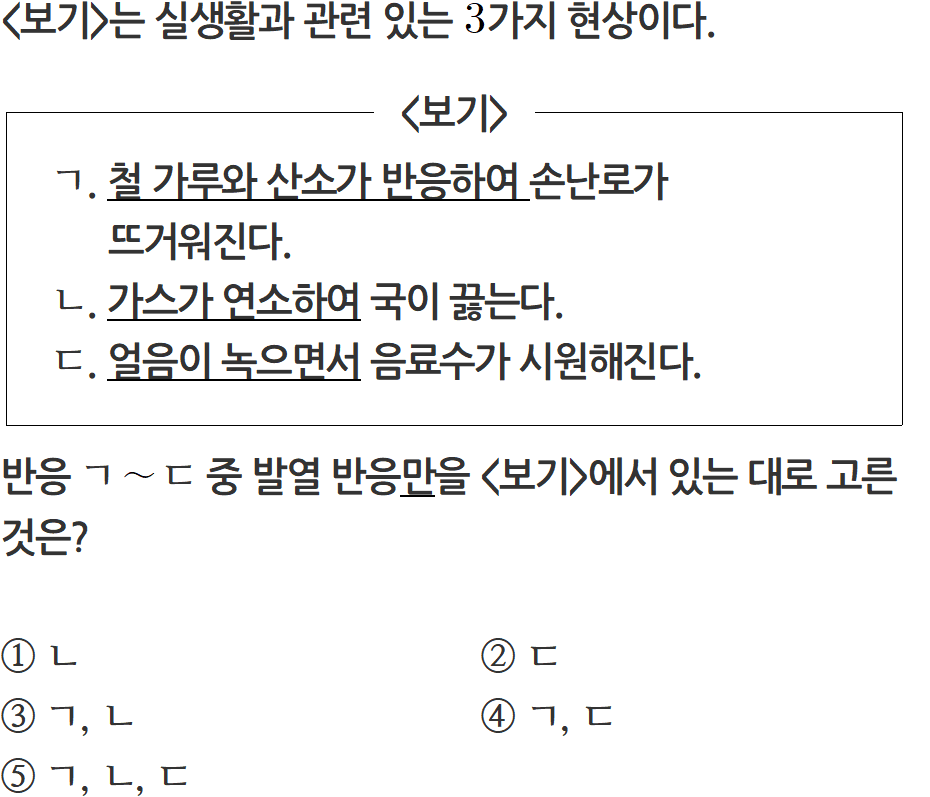 <보기>는 실생활과 관련 있는 3가지 현상이다.
<보기>
ㄱ. 철 가루와 산소가 반응하여 손난로가
뜨거워진다.
ㄴ. 가스가 연소하여 국이 끓는다.
ㄷ. 얼음이 녹으면서 음료수가 시원해진다.
반응 ㄱ~ㄷ 중 발열 반응만을 <보기>에서 있는 대로 고른
것은?
① ㄴ ② ㄷ
③ ㄱ, ㄴ ④ ㄱ, ㄷ
⑤ ㄱ, ㄴ, ㄷ